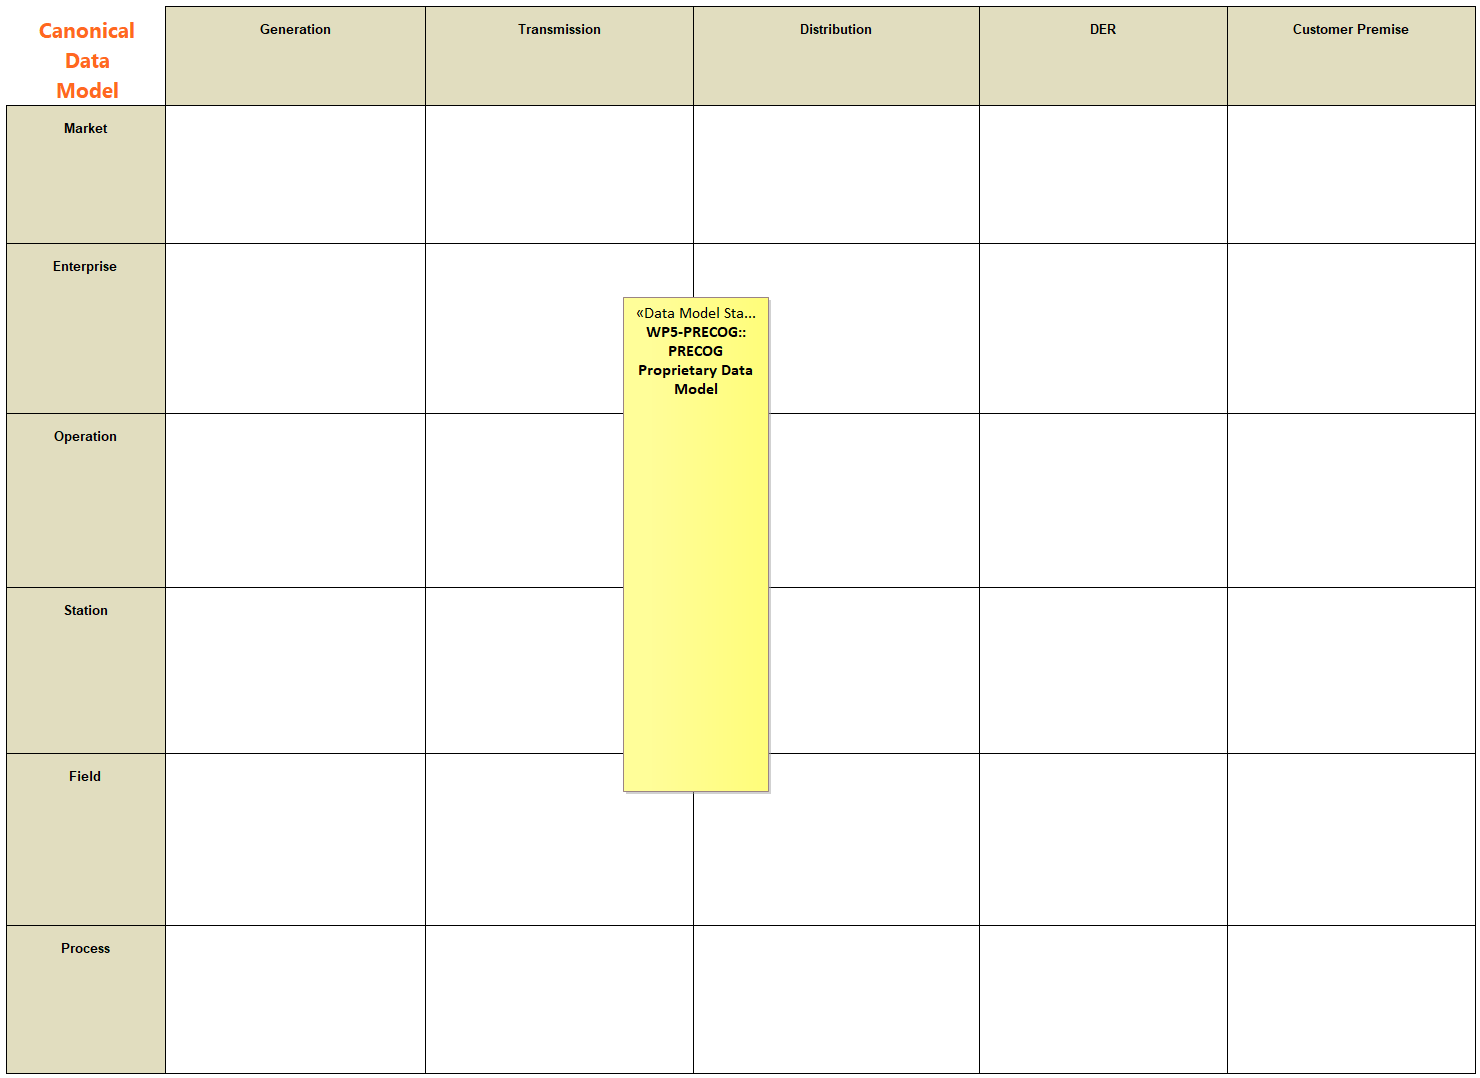 Canonical
Data
Model
Generation
Transmission
Distribution
DER
Customer Premise
Market
Enterprise
«Data Model Sta...
WP5-PRECOG::
PRECOG
Proprietary Data
Model
Operation
Station
Field
Process